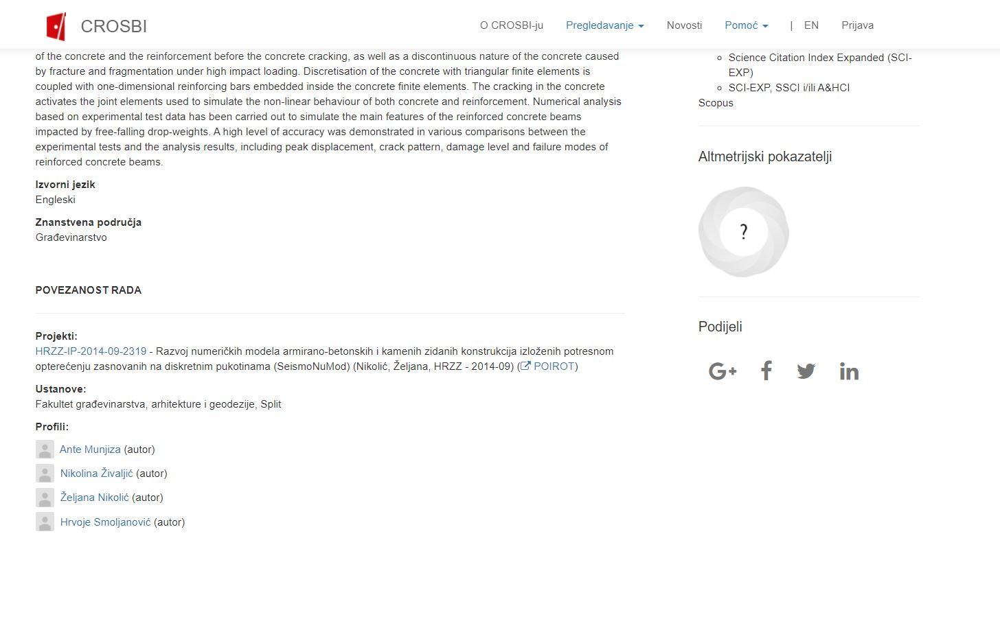 CROSBI
O CROSBI-ju
Pregledavanje
Novosti
Pomoć
| EN
Prijava
of the concrete and the reinforcement before the concrete cracking, as well as a discontinuous nature of the concrete caused
by fracture and fragmentation under high impact loading. Discretisation of the concrete with triangular finite elements is
coupled with one-dimensional reinforcing bars embedded inside the concrete finite elements. The cracking in the concrete
activates the joint elements used to simulate the non-linear behaviour of both concrete and reinforcement. Numerical analysis
based on experimental test data has been carried out to simulate the main features of the reinforced concrete beams
impacted by free-falling drop-weights. A high level of accuracy was demonstrated in various comparisons between the
experimental tests and the analysis results, including peak displacement, crack pattern, damage level and failure modes of
reinforced concrete beams.
Izvorni jezik
Engleski
Znanstvena područja
Građevinarstvo
POVEZANOST RADA
Projekti:
HRZZ-IP-2014-09-2319 - Razvoj numeričkih modela armirano-betonskih i kamenih zidanih konstrukcija izloženih potresnom
opterećenju zasnovanih na diskretnim pukotinama (SeismoNuMod) (Nikolić, Željana, HRZZ - 2014-09) ( POIROT)
Ustanove:
Fakultet građevinarstva, arhitekture i geodezije, Split
Profili:
Ante Munjiza (autor)
Nikolina Živaljić (autor)
Željana Nikolić (autor)
Hrvoje Smoljanović (autor)
Science Citation Index Expanded (SCI-
EXP)
SCI-EXP, SSCI i/ili A&HCI
Scopus
Altmetrijski pokazatelji
?
Podijeli
G+ f in